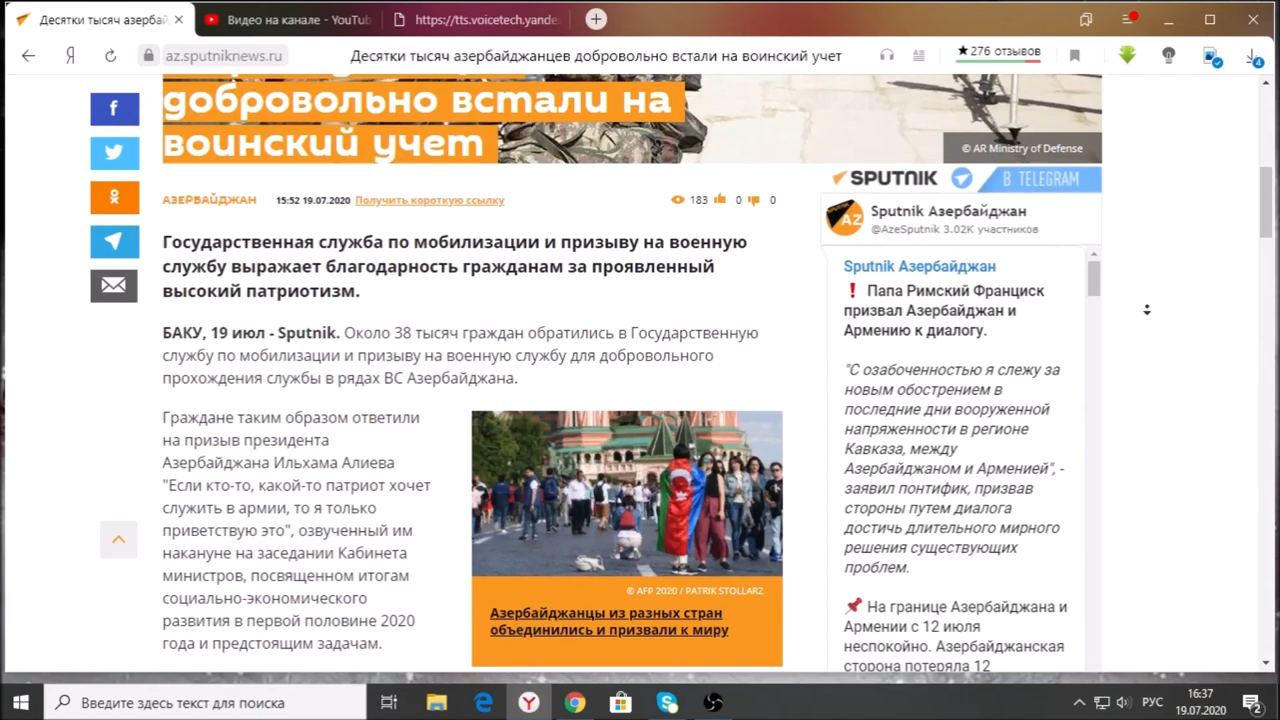 Десятки тысяч азербай
Видео на канале - YouTu
https://tts.voicetech.yande
az.sputniknews.ru
Десятки тысяч азербайджанцев добровольно встали на воинский учет
★276 отзывов
4
добровольно встали на
воинский учет
© AR Ministry of Defense
АЗЕРБАЙДЖАН
15:52 19.07.2020
Получить короткую ссылку
183
0
0
Государственная служба по мобилизации и призыву на военную
службу выражает благодарность гражданам за проявленный
высокий патриотизм.
БАКУ, 19 июл - Sputnik. Около 38 тысяч граждан обратились в Государственную
службу по мобилизации и призыву на военную службу для добровольного
прохождения службы в рядах ВС Азербайджана.
Граждане таким образом ответили
на призыв президента
Азербайджана Ильхама Алиева
"Если кто-то, какой-то патриот хочет
служить в армии, то я только
приветствую это", озвученный им
накануне на заседании Кабинета
министров, посвященном итогам
социально-экономического
развития в первой половине 2020
года и предстоящим задачам.
© AFP 2020 / PATRIK STOLLARZ
Азербайджанцы из разных стран
объединились и призвали к миру
SPUTNIK
В TELEGRAM
AZ
Sputnik Азербайджан
@AzeSputnik 3.02K участников
Sputnik Азербайджан
❗ Папа Римский Франциск
призвал Азербайджан и
Армению к диалогу.
"С озабоченностью я слежу за
новым обострением в
последние дни вооруженной
напряженности в регионе
Кавказа, между
Азербайджаном и Арменией", -
заявил понтифик, призвав
стороны путем диалога
достичь длительного мирного
решения существующих
проблем.
📌 На границе Азербайджана и
Армении с 12 июля
неспокойно. Азербайджанская
сторона потеряла 12
Введите здесь текст для поиска
РУС
16:37
19.07.2020
2